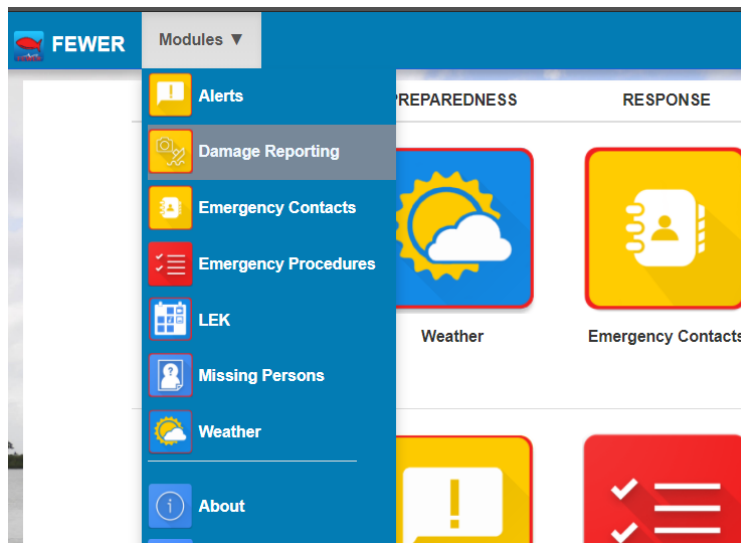 FEWER
Modules ▼
Alerts
Damage Reporting
Emergency Contacts
Emergency Procedures
LEK
Missing Persons
Weather
About
PREPAREDNESS
RESPONSE
Weather
Emergency Contacts